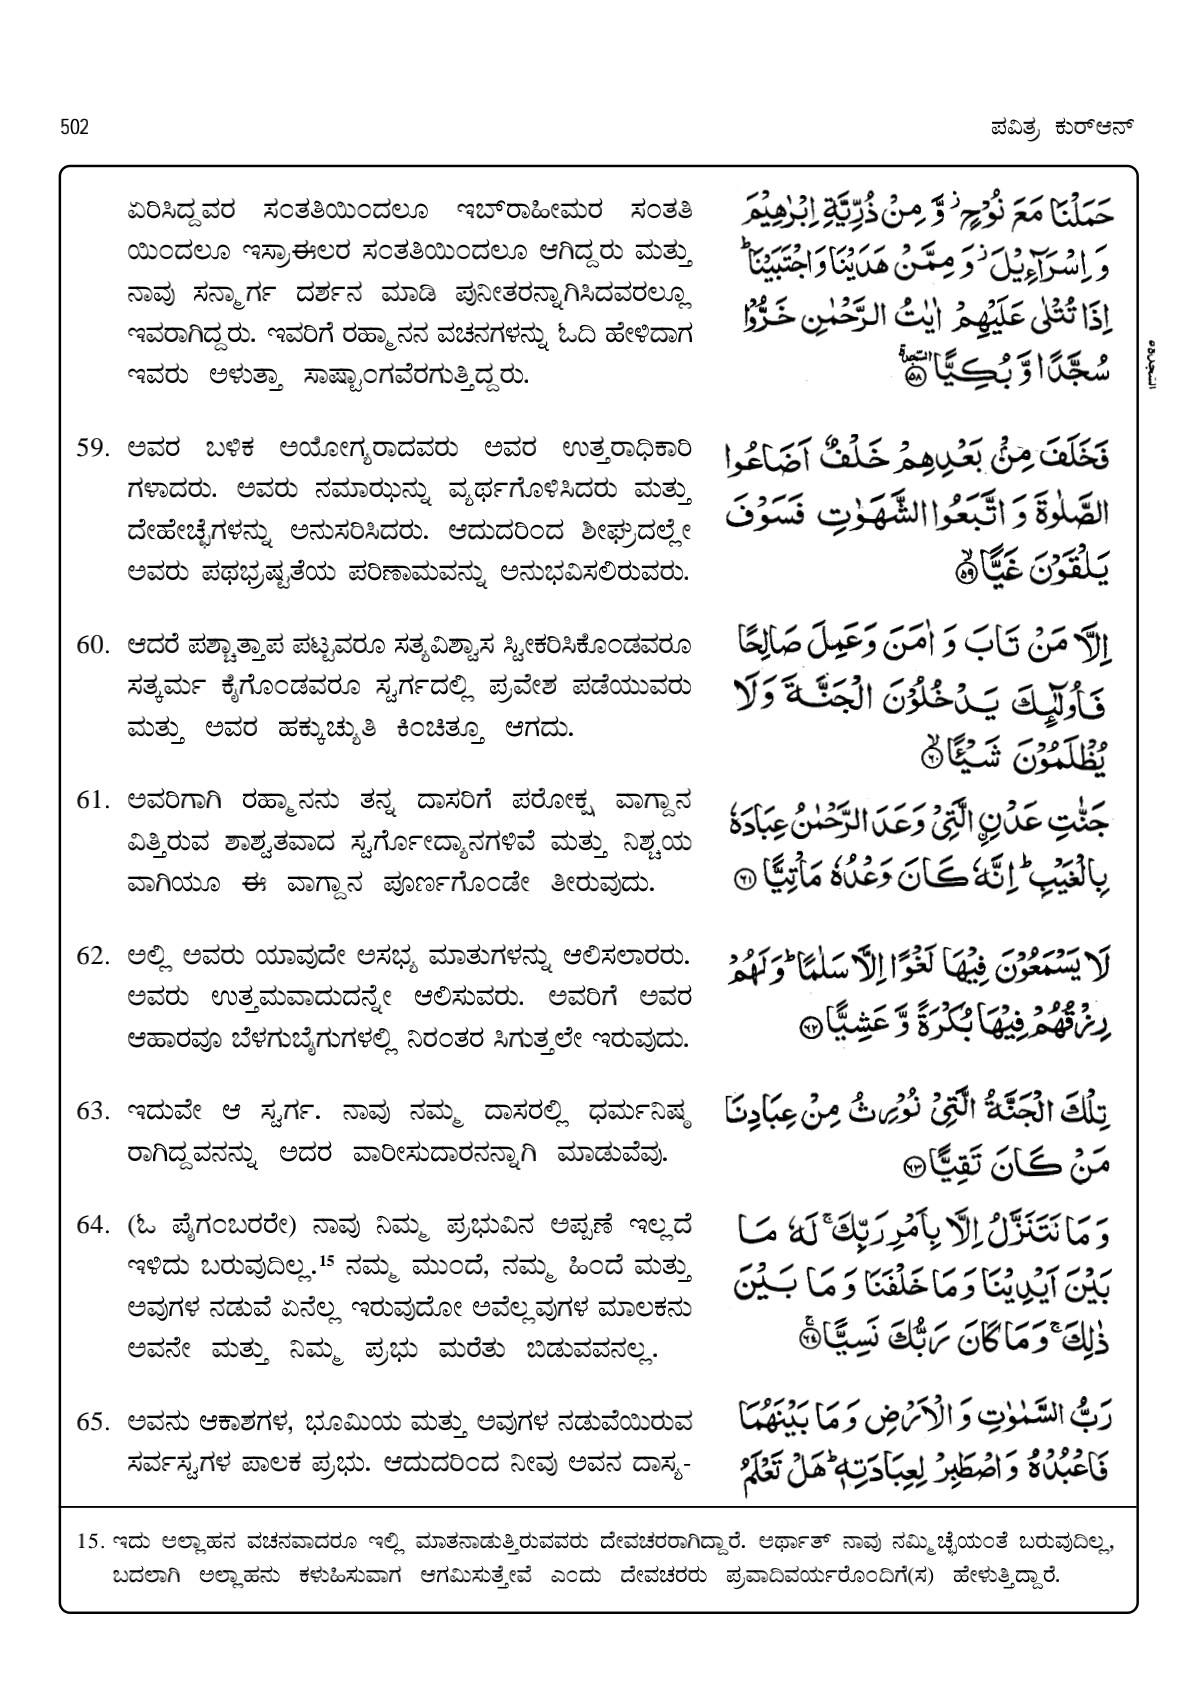 502
ಪವಿತ್ರ ಕುರ್‌ಆನ್
ಏರಿಸಿದ್ದವರ ಸಂತತಿಯಿಂದಲೂ ಇಬ್‌ರಾಹೀಮರ ಸಂತತಿ
ಯಿಂದಲೂ ಇಸ್ರಾಈಲರ ಸಂತತಿಯಿಂದಲೂ ಆಗಿದ್ದರು ಮತ್ತು
ನಾವು ಸನ್ಮಾರ್ಗ ದರ್ಶನ ಮಾಡಿ ಪುನೀತರನ್ನಾಗಿಸಿದವರಲ್ಲೂ
ಇವರಾಗಿದ್ದರು. ಇವರಿಗೆ ರಹ್ಮಾನನ ವಚನಗಳನ್ನು ಓದಿ ಹೇಳಿದಾಗ
ಇವರು ಅಳುತ್ತಾ ಸಾಷ್ಟಾಂಗವೆರಗುತ್ತಿದ್ದರು.
59. ಅವರ ಬಳಿಕ ಅಯೋಗ್ಯರಾದವರು ಅವರ ಉತ್ತರಾಧಿಕಾರಿ
ಗಳಾದರು. ಅವರು ನಮಾಝನ್ನು ವ್ಯರ್ಥಗೊಳಿಸಿದರು ಮತ್ತು
ದೇಹೇಚ್ಛೆಗಳನ್ನು ಅನುಸರಿಸಿದರು. ಆದುದರಿಂದ ಶೀಘ್ರದಲ್ಲೇ
ಅವರು ಪಥಭ್ರಷ್ಟತೆಯ ಪರಿಣಾಮವನ್ನು ಅನುಭವಿಸಲಿರುವರು.
60. ಆದರೆ ಪಶ್ಚಾತ್ತಾಪ ಪಟ್ಟವರೂ ಸತ್ಯವಿಶ್ವಾಸ ಸ್ವೀಕರಿಸಿಕೊಂಡವರೂ
ಸತ್ಕರ್ಮ ಕೈಗೊಂಡವರೂ ಸ್ವರ್ಗದಲ್ಲಿ ಪ್ರವೇಶ ಪಡೆಯುವರು
ಮತ್ತು ಅವರ ಹಕ್ಕುಚ್ಯುತಿ ಕಿಂಚಿತ್ತೂ ಆಗದು.
61. ಅವರಿಗಾಗಿ ರಹ್ಮಾನನು ತನ್ನ ದಾಸರಿಗೆ ಪರೋಕ್ಷ ವಾಗ್ದಾನ
ವಿತ್ತಿರುವ ಶಾಶ್ವತವಾದ ಸ್ವರ್ಗೋದ್ಯಾನಗಳಿವೆ ಮತ್ತು ನಿಶ್ಚಯ
ವಾಗಿಯೂ ಈ ವಾಗ್ದಾನ ಪೂರ್ಣಗೊಂಡೇ ತೀರುವುದು.
62. ಅಲ್ಲಿ ಅವರು ಯಾವುದೇ ಅಸಭ್ಯ ಮಾತುಗಳನ್ನು ಆಲಿಸಲಾರರು.
ಅವರು ಉತ್ತಮವಾದುದನ್ನೇ ಆಲಿಸುವರು. ಅವರಿಗೆ ಅವರ
ಆಹಾರವೂ ಬೆಳಗುಬೈಗುಗಳಲ್ಲಿ ನಿರಂತರ ಸಿಗುತ್ತಲೇ ಇರುವುದು.
63. ಇದುವೇ ಆ ಸ್ವರ್ಗ. ನಾವು ನಮ್ಮ ದಾಸರಲ್ಲಿ ಧರ್ಮನಿಷ್ಠ
ರಾಗಿದ್ದವನನ್ನು ಅದರ ವಾರೀಸುದಾರನನ್ನಾಗಿ ಮಾಡುವೆವು.
64. (ಓ ಪೈಗಂಬರರೇ) ನಾವು ನಿಮ್ಮ ಪ್ರಭುವಿನ ಅಪ್ಪಣೆ ಇಲ್ಲದೆ
ಇಳಿದು ಬರುವುದಿಲ್ಲ.¹⁵ ನಮ್ಮ ಮುಂದೆ, ನಮ್ಮ ಹಿಂದೆ ಮತ್ತು
ಅವುಗಳ ನಡುವೆ ಏನೆಲ್ಲ ಇರುವುದೋ ಅವೆಲ್ಲವುಗಳ ಮಾಲಕನು
ಅವನೇ ಮತ್ತು ನಿಮ್ಮ ಪ್ರಭು ಮರೆತು ಬಿಡುವವನಲ್ಲ.
65. ಅವನು ಆಕಾಶಗಳ, ಭೂಮಿಯ ಮತ್ತು ಅವುಗಳ ನಡುವೆಯಿರುವ
ಸರ್ವಸ್ವಗಳ ಪಾಲಕ ಪ್ರಭು. ಆದುದರಿಂದ ನೀವು ಅವನ ದಾಸ್ಯ-
حَمَلْنَا مَعَ نُوْحٍ ۫ وَّ مِنْ ذُرِّيَّةِ اِبْرٰهِيْمَ
وَ اِسْرَآءِيْلَ ۫ وَ مِمَّنْ هَدَيْنَا وَ اجْتَبَيْنَا ؕ
اِذَا تُتْلٰى عَلَيْهِمْ اٰيٰتُ الرَّحْمٰنِ خَرُّوْا
سُجَّدًا وَّ بُكِيًّا ۩ ۵۸ السجدة
السجدة ۵
فَخَلَفَ مِنْۢ بَعْدِهِمْ خَلْفٌ اَضَاعُوا
الصَّلٰوةَ وَ اتَّبَعُوا الشَّهَوٰتِ فَسَوْفَ
يَلْقَوْنَ غَيًّا ۙ ۵۹
اِلَّا مَنْ تَابَ وَ اٰمَنَ وَ عَمِلَ صَالِحًا
فَاُولٰٓئِكَ يَدْخُلُوْنَ الْجَنَّةَ وَ لَا
يُظْلَمُوْنَ شَيْـًٔا ۙ ۶۰
جَنّٰتِ عَدْنِ ِ۟الَّتِيْ وَعَدَ الرَّحْمٰنُ عِبَادَهٗ
بِالْغَيْبِ ؕ اِنَّهٗ كَانَ وَعْدُهٗ مَاْتِيًّا ۶۱
لَا يَسْمَعُوْنَ فِيْهَا لَغْوًا اِلَّا سَلٰمًا ؕ وَ لَهُمْ
رِزْقُهُمْ فِيْهَا بُكْرَةً وَّ عَشِيًّا ۶۲
تِلْكَ الْجَنَّةُ الَّتِيْ نُوْرِثُ مِنْ عِبَادِنَا
مَنْ كَانَ تَقِيًّا ۶۳
وَ مَا نَتَنَزَّلُ اِلَّا بِاَمْرِ رَبِّكَ ۚ لَهٗ مَا
بَيْنَ اَيْدِيْنَا وَ مَا خَلْفَنَا وَ مَا بَيْنَ
ذٰلِكَ ۚ وَ مَا كَانَ رَبُّكَ نَسِيًّا ۚ ۶۴
رَبُّ السَّمٰوٰتِ وَ الْاَرْضِ وَ مَا بَيْنَهُمَا
فَاعْبُدْهُ وَ اصْطَبِرْ لِعِبَادَتِهٖ ؕ هَلْ تَعْلَمُ
15. ಇದು ಅಲ್ಲಾಹನ ವಚನವಾದರೂ ಇಲ್ಲಿ ಮಾತನಾಡುತ್ತಿರುವವರು ದೇವಚರರಾಗಿದ್ದಾರೆ. ಅರ್ಥಾತ್ ನಾವು ನಮ್ಮಿಚ್ಛೆಯಂತೆ ಬರುವುದಿಲ್ಲ,
ಬದಲಾಗಿ ಅಲ್ಲಾಹನು ಕಳುಹಿಸುವಾಗ ಆಗಮಿಸುತ್ತೇವೆ ಎಂದು ದೇವಚರರು ಪ್ರವಾದಿವರ್ಯರೊಂದಿಗೆ(ಸ) ಹೇಳುತ್ತಿದ್ದಾರೆ.